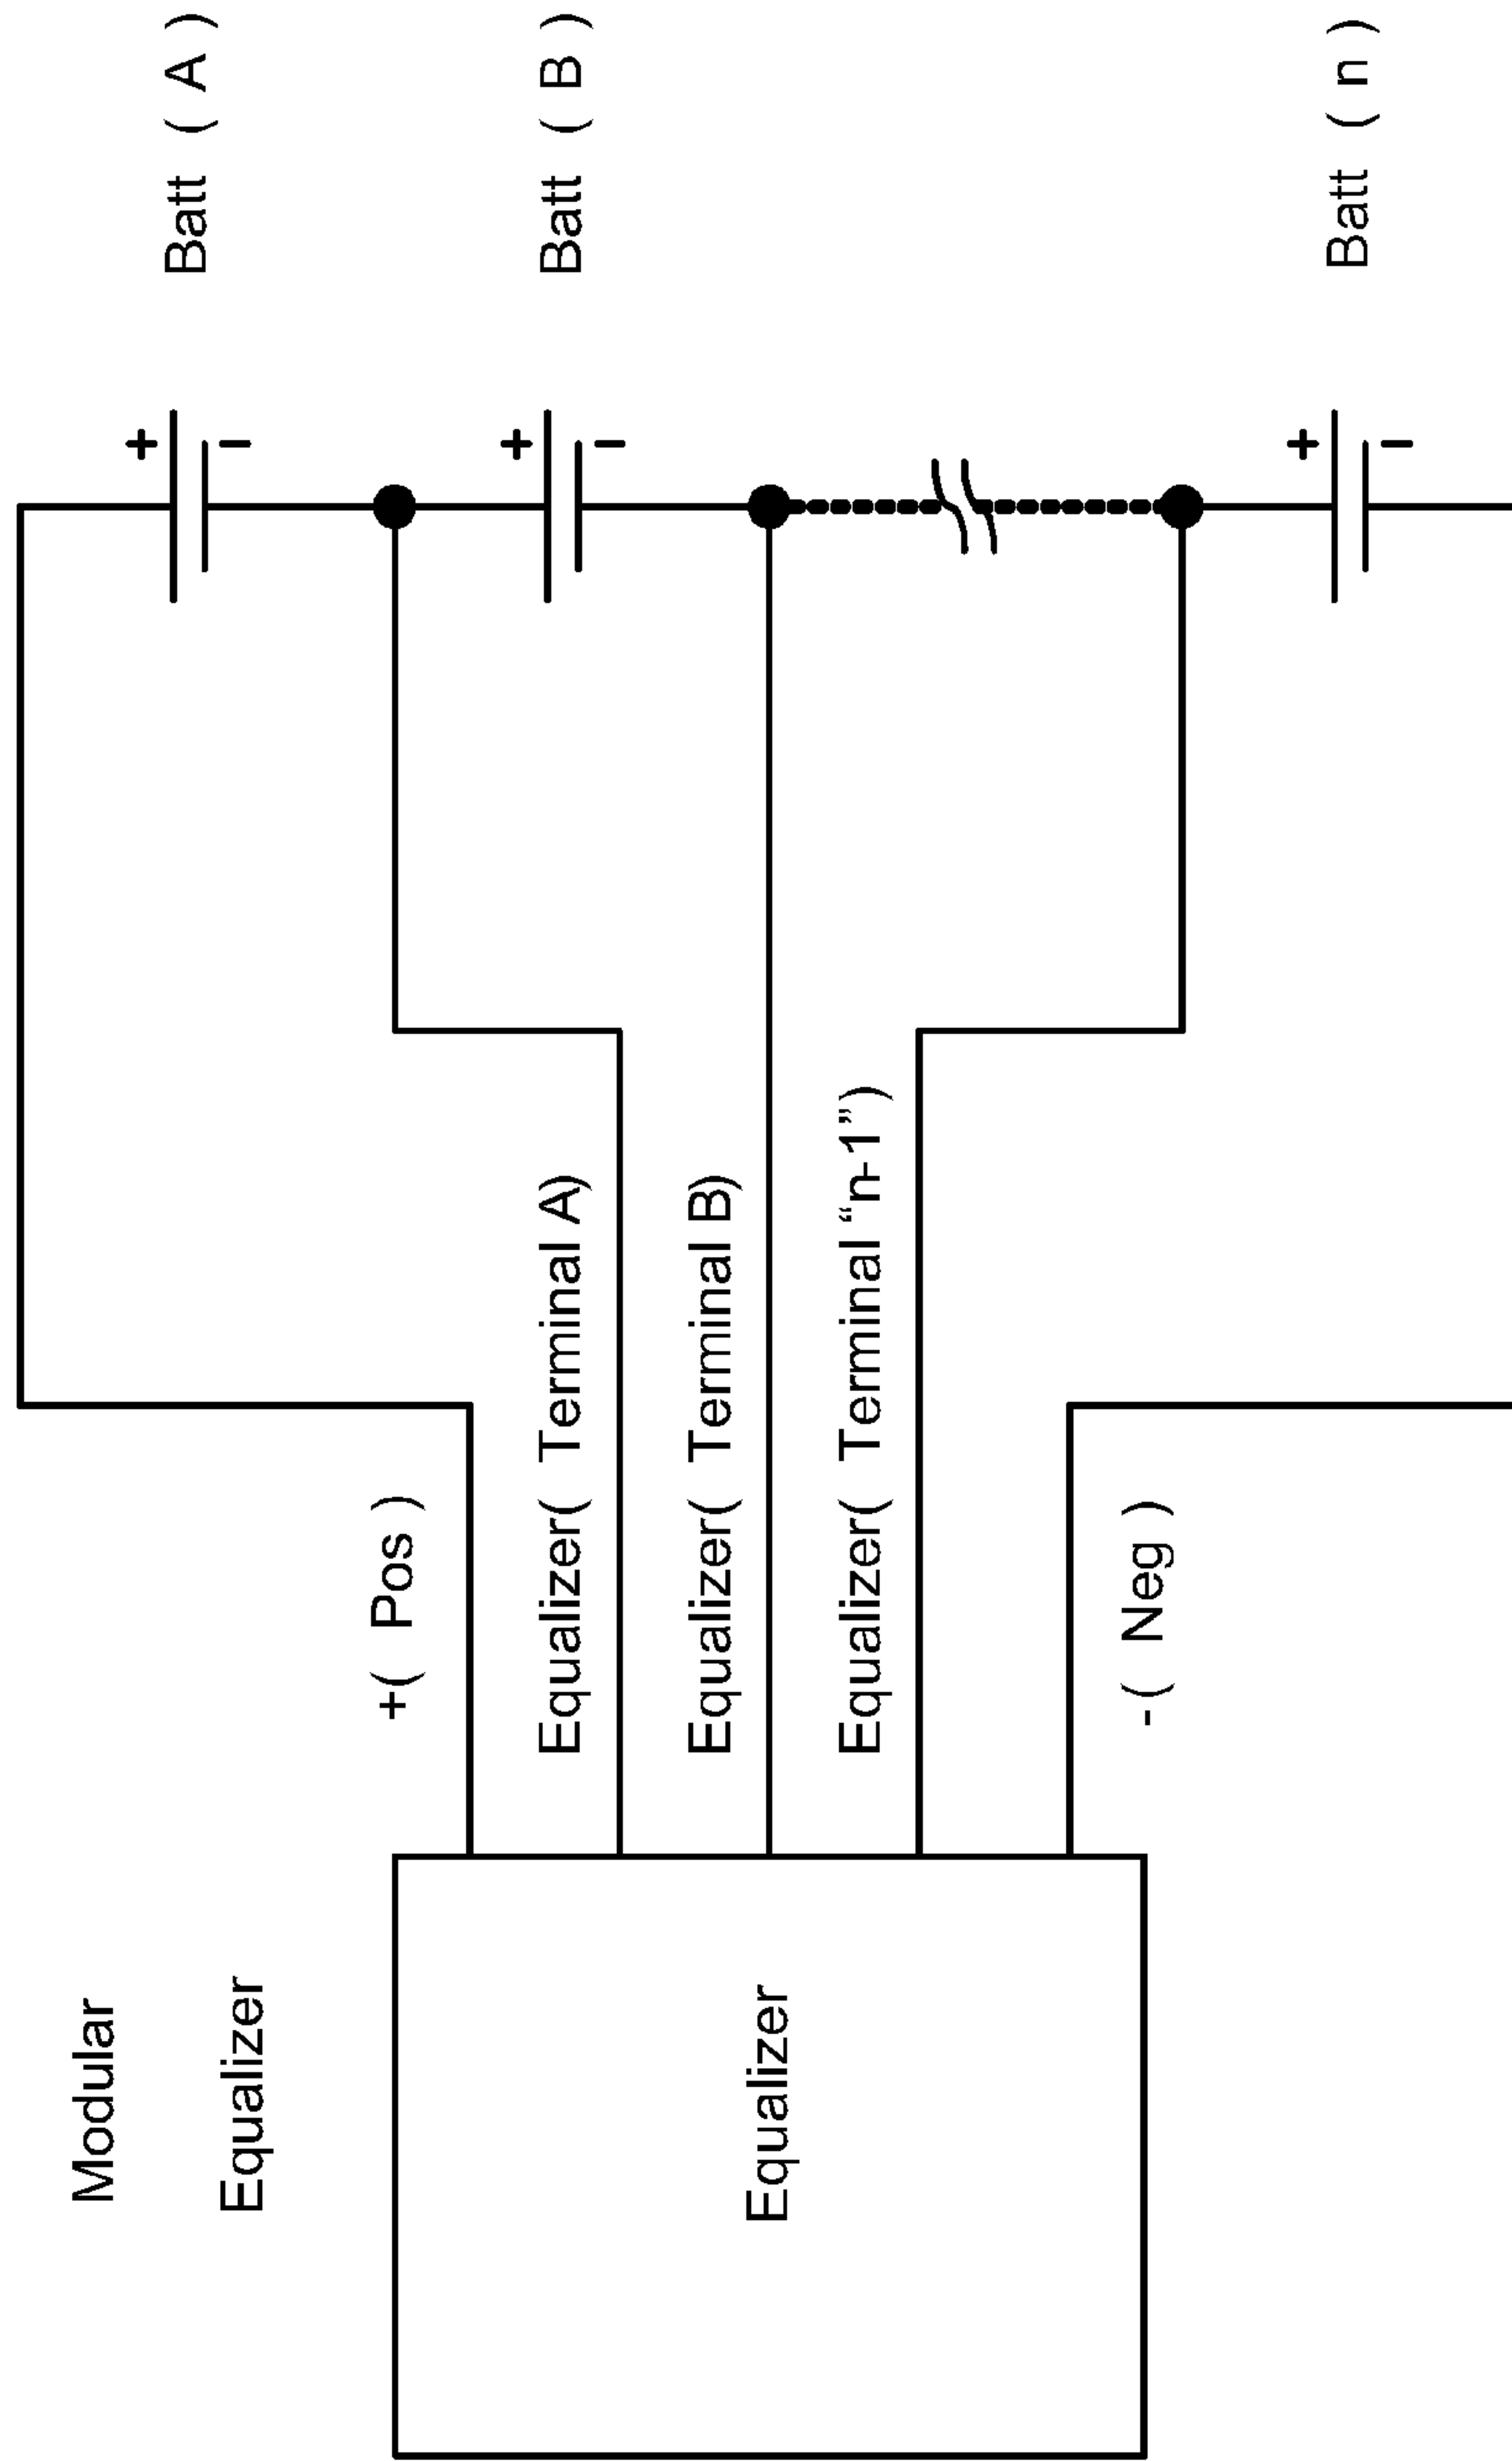 Modular
Equalizer
Batt ( A )
+
-
+( Pos )
Equalizer( Terminal A)
Batt ( B )
+
-
Equalizer( Terminal B)
Equalizer
Equalizer( Terminal “n-1”)
-( Neg )
Batt ( n )
+
-